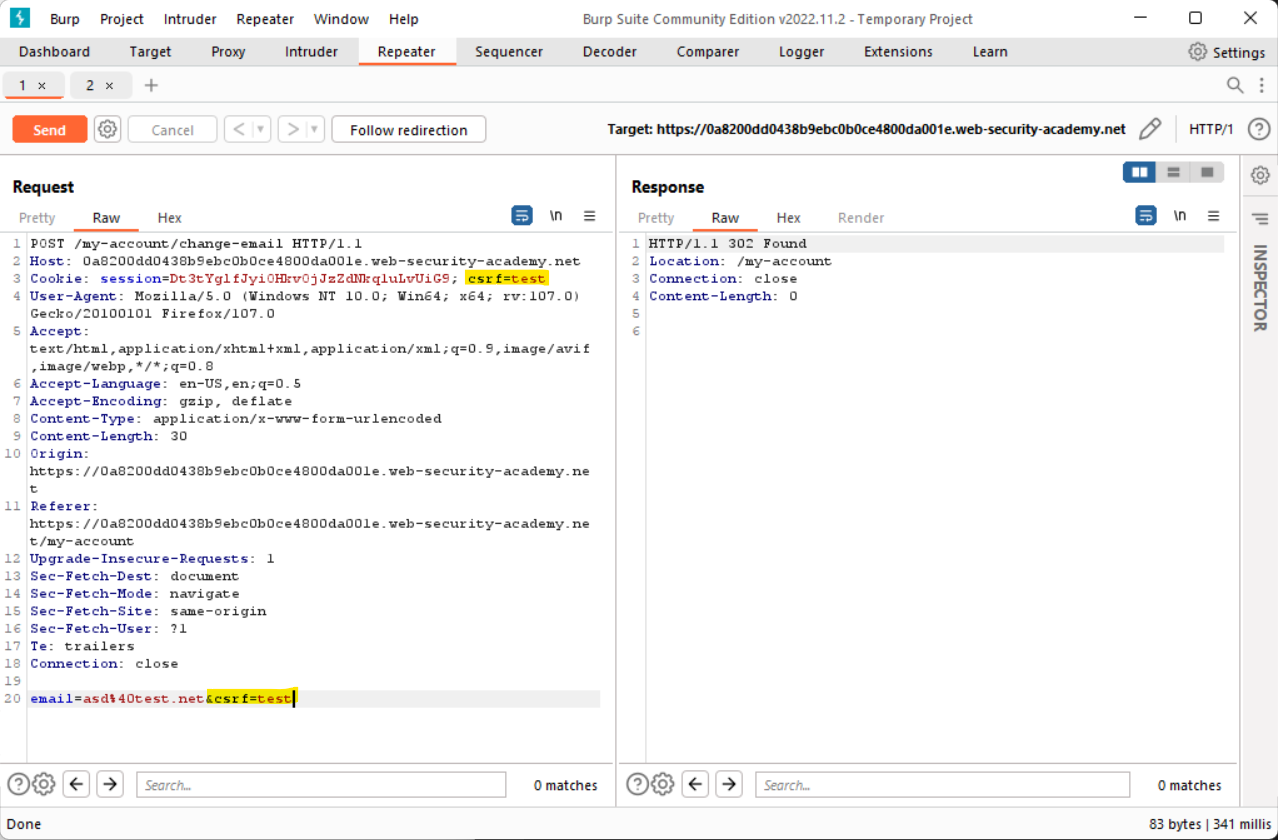 Burp Project Intruder Repeater Window Help Burp Suite Community Edition v2022.11.2 - Temporary Project
Dashboard Target Proxy Intruder Repeater Sequencer Decoder Comparer Logger Extensions Learn Settings
1 × 2 × +
Send Cancel < > Follow redirection Target: https://0a8200dd0438b9ebc0b0ce4800da001e.web-security-academy.net HTTP/1 ?
Request
Pretty Raw Hex \n
1 POST /my-account/change-email HTTP/1.1
2 Host: 0a8200dd0438b9ebc0b0ce4800da001e.web-security-academy.net
3 Cookie: session=; csrf=test
4 User-Agent: Mozilla/5.0 (Windows NT 10.0; Win64; x64; rv:107.0)
Gecko/20100101 Firefox/107.0
5 Accept:
text/html,application/xhtml+xml,application/xml;q=0.9,image/avif
,image/webp,*/*;q=0.8
6 Accept-Language: en-US,en;q=0.5
7 Accept-Encoding: gzip, deflate
8 Content-Type: application/x-www-form-urlencoded
9 Content-Length: 30
10 Origin:
https://0a8200dd0438b9ebc0b0ce4800da001e.web-security-academy.ne
t
11 Referer:
https://0a8200dd0438b9ebc0b0ce4800da001e.web-security-academy.ne
t/my-account
12 Upgrade-Insecure-Requests: 1
13 Sec-Fetch-Dest: document
14 Sec-Fetch-Mode: navigate
15 Sec-Fetch-Site: same-origin
16 Sec-Fetch-User: ?1
17 Te: trailers
18 Connection: close
19
20 email=asd%40test.net&csrf=test
? Search... 0 matches
Response
Pretty Raw Hex Render \n
1 HTTP/1.1 302 Found
2 Location: /my-account
3 Connection: close
4 Content-Length: 0
5
6
? Search... 0 matches
INSPECTOR
Done 83 bytes | 341 millis